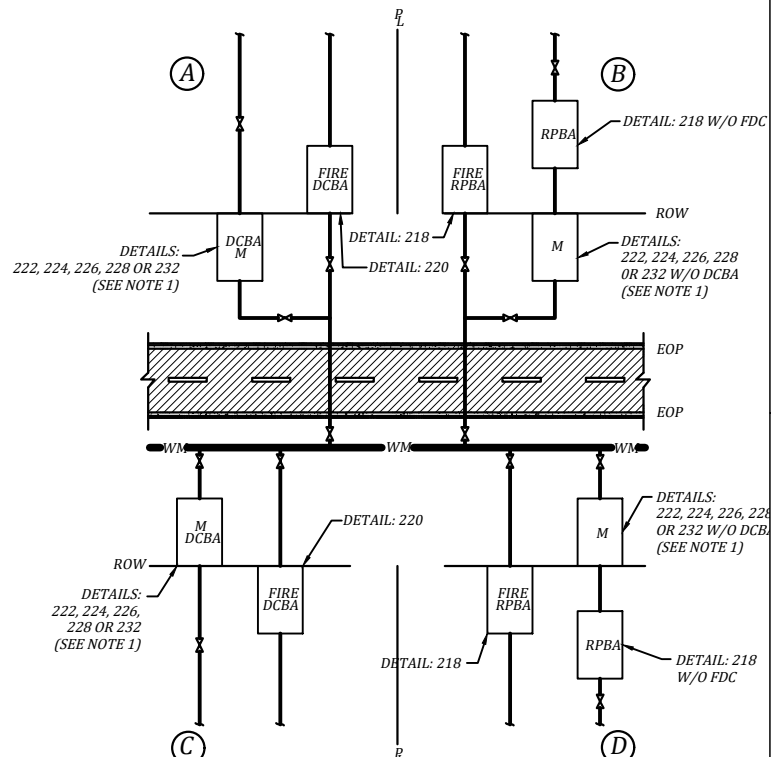 P
L
A
B
RPBA
DETAIL: 218 W/O FDC
FIRE
DCBA
FIRE
RPBA
ROW
DCBA
M
M
DETAIL: 218
DETAIL: 220
DETAILS:
222, 224, 226, 228 OR 232
(SEE NOTE 1)
DETAILS:
222, 224, 226, 228
OR 232 W/O DCBA
(SEE NOTE 1)
EOP
EOP
WM
WM
WM
M
DCBA
DETAIL: 220
M
DETAILS:
222, 224, 226, 228
OR 232 W/O DCBA
(SEE NOTE 1)
ROW
DETAILS:
222, 224, 226,
228 OR 232
(SEE NOTE 1)
FIRE
DCBA
FIRE
RPBA
DETAIL: 218
RPBA
DETAIL: 218
W/O FDC
C
D
P